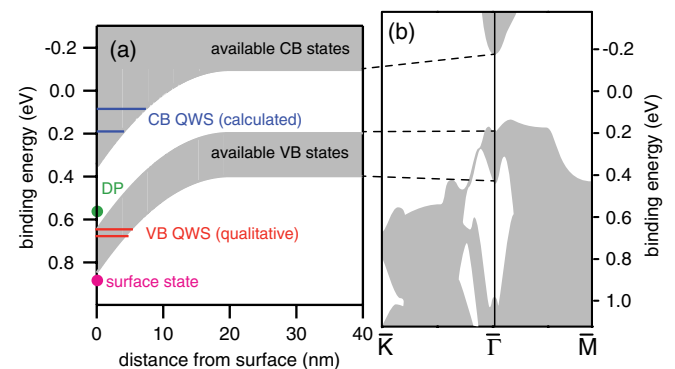 (a)
available CB states
CB QWS (calculated)
available VB states
DP
VB QWS (qualitative)
surface state
binding energy (eV)
-0.2
0.0
0.2
0.4
0.6
0.8
0
10
20
30
40
distance from surface (nm)
(b)
-0.2
0.0
0.2
0.4
0.6
0.8
1.0
binding energy (eV)
K̅
Γ̅
M̅